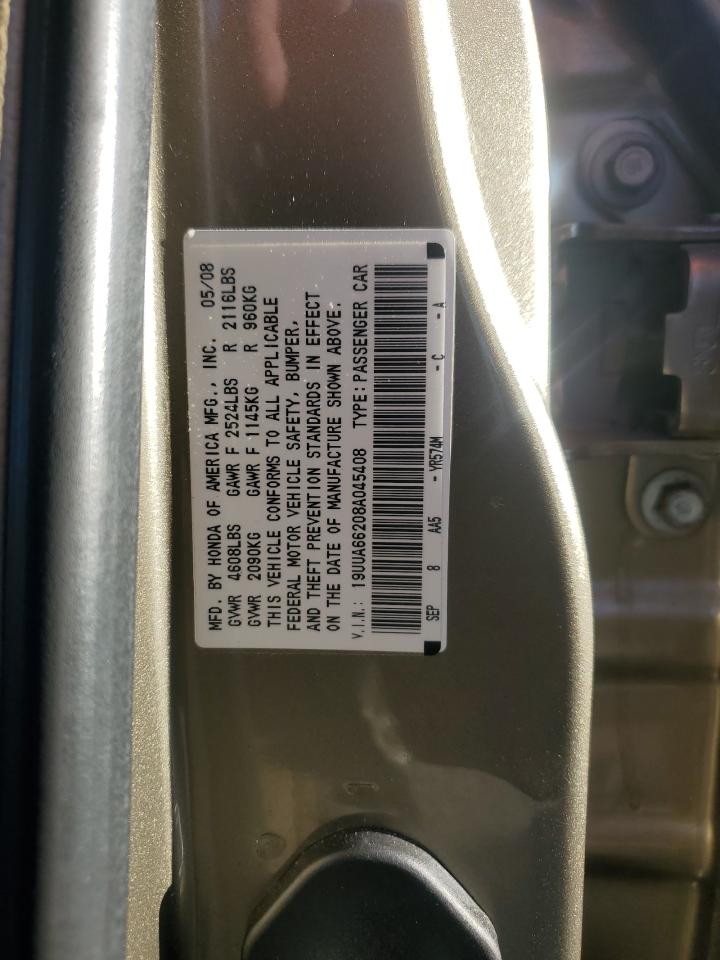 MFD. BY HONDA OF AMERICA MFG., INC. 05/08
GVWR 4608LBS GAWR F 2524LBS R 2116LBS
GVWR 2090KG GAWR F 1145KG R 960KG
THIS VEHICLE CONFORMS TO ALL APPLICABLE
FEDERAL MOTOR VEHICLE SAFETY, BUMPER,
AND THEFT PREVENTION STANDARDS IN EFFECT
ON THE DATE OF MANUFACTURE SHOWN ABOVE.
V.I.N.: 19UUA66208A045408 TYPE:PASSENGER CAR
SEP 8 AA5 - YR574M - C - A